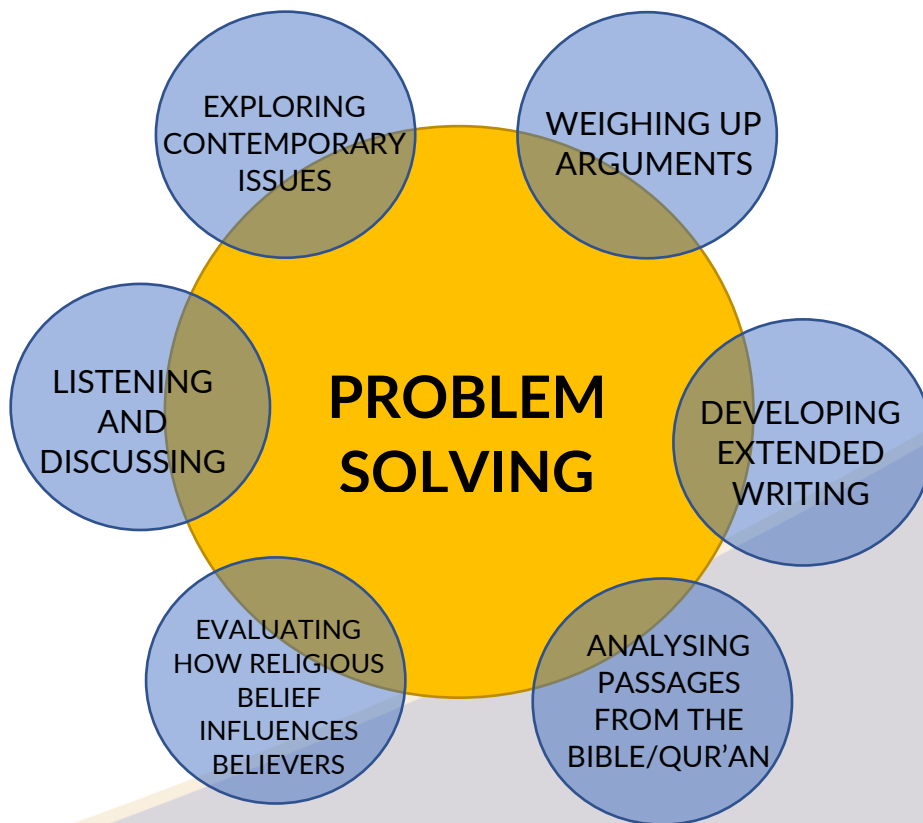 EXPLORING
CONTEMPORARY
ISSUES
WEIGHING UP
ARGUMENTS
LISTENING
AND
DISCUSSING
PROBLEM
SOLVING
DEVELOPING
EXTENDED
WRITING
EVALUATING
HOW RELIGIOUS
BELIEF
INFLUENCES
BELIEVERS
ANALYSING
PASSAGES
FROM THE
BIBLE/QUR’AN